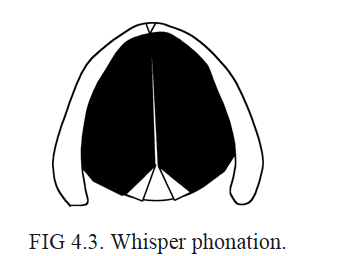 FIG 4.3. Whisper phonation.